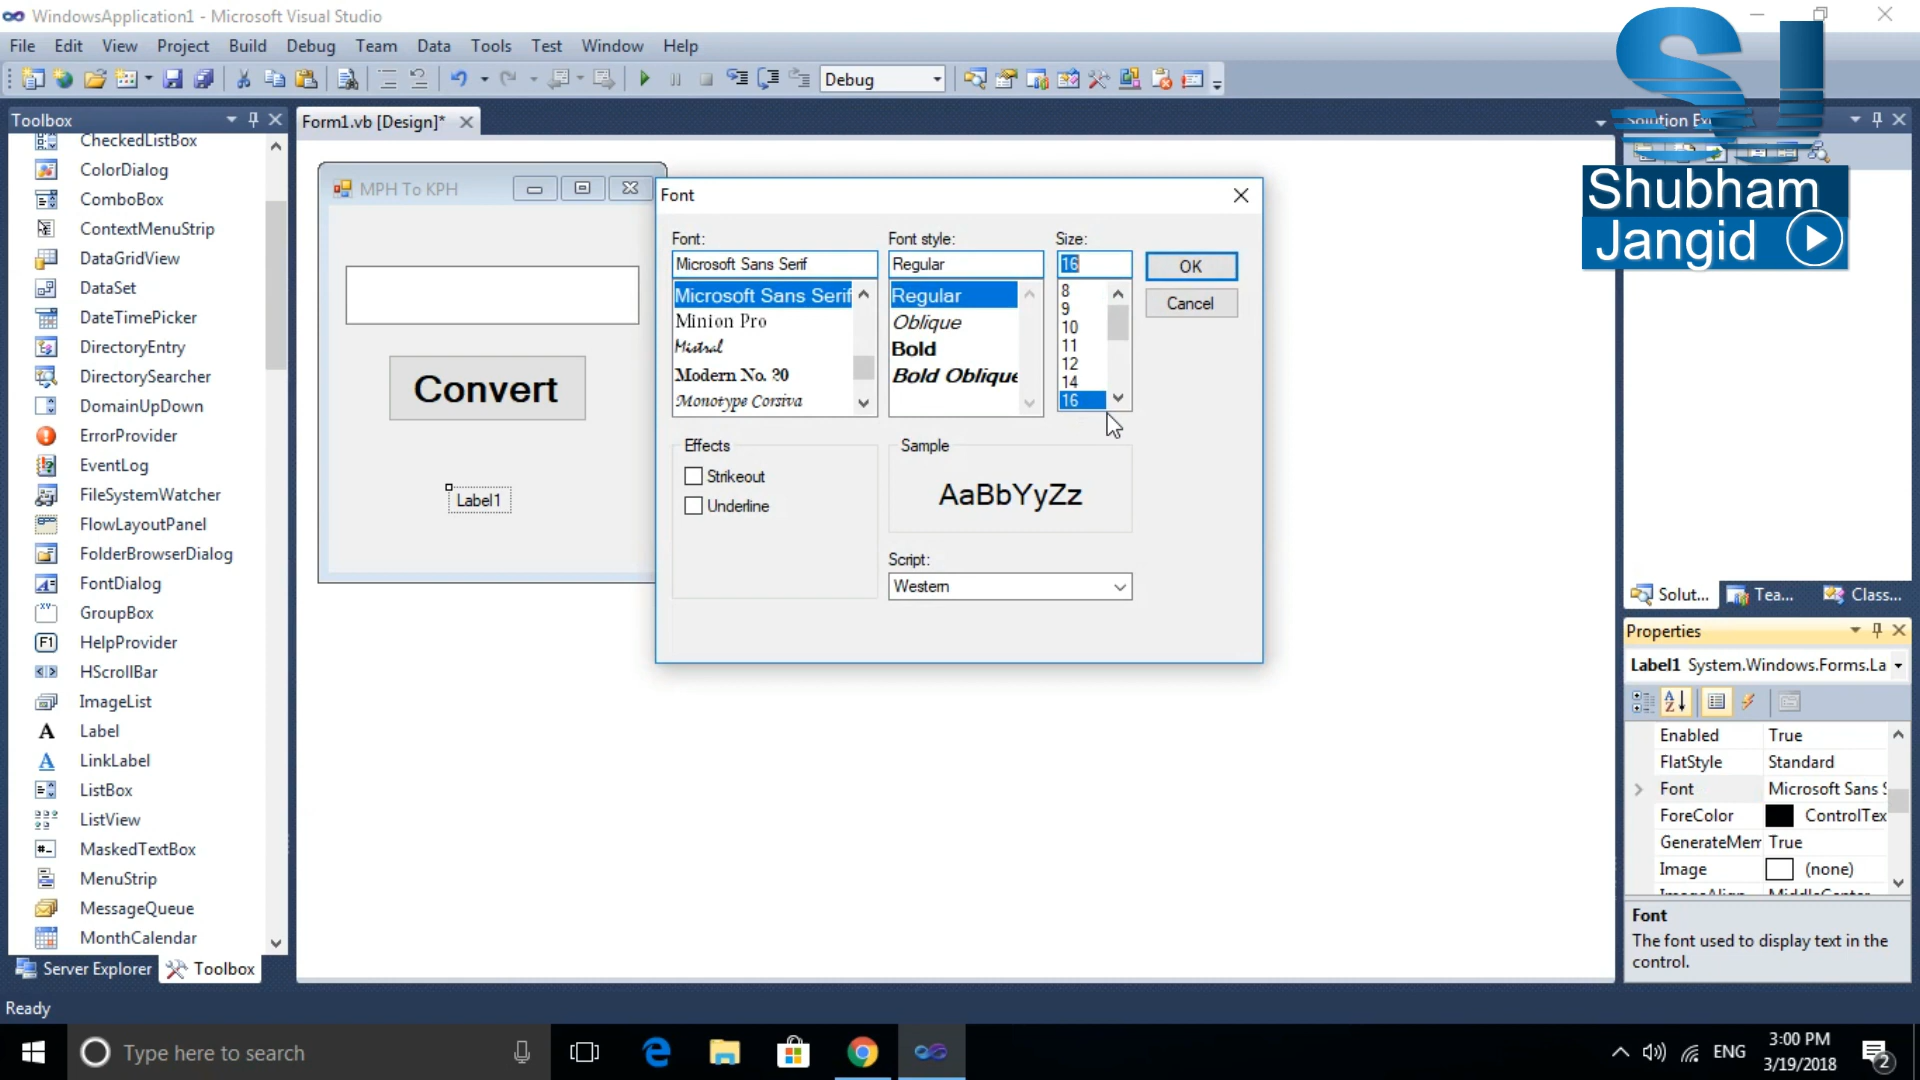 WindowsApplication1 - Microsoft Visual Studio
File Edit View Project Build Debug Team Data Tools Test Window Help
Debug
SJ
Shubham
Jangid
Toolbox
CheckedListBox
ColorDialog
ComboBox
ContextMenuStrip
DataGridView
DataSet
DateTimePicker
DirectoryEntry
DirectorySearcher
DomainUpDown
ErrorProvider
EventLog
FileSystemWatcher
FlowLayoutPanel
FolderBrowserDialog
FontDialog
GroupBox
HelpProvider
HScrollBar
ImageList
Label
LinkLabel
ListBox
ListView
MaskedTextBox
MenuStrip
MessageQueue
MonthCalendar
Server Explorer Toolbox
Form1.vb [Design]*
MPH To KPH
Convert
Label1
Font
Font: Font style: Size:
Microsoft Sans Serif Regular 16
OK
Cancel
Microsoft Sans Serif
Minion Pro
Mistral
Modern No. 20
Monotype Corsiva
Regular
Oblique
Bold
Bold Oblique
8
9
10
11
12
14
16
Effects
Strikeout
Underline
Sample
AaBbYyZz
Script:
Western
Solution Ex
Solut... Tea... Class...
Properties
Label1 System.Windows.Forms.La
Enabled True
FlatStyle Standard
Font Microsoft Sans S
ForeColor ControlTex
GenerateMem True
Image (none)
ImageAlign MiddleCenter
Font
The font used to display text in the
control.
Ready
Type here to search
ENG
3:00 PM
3/19/2018
2